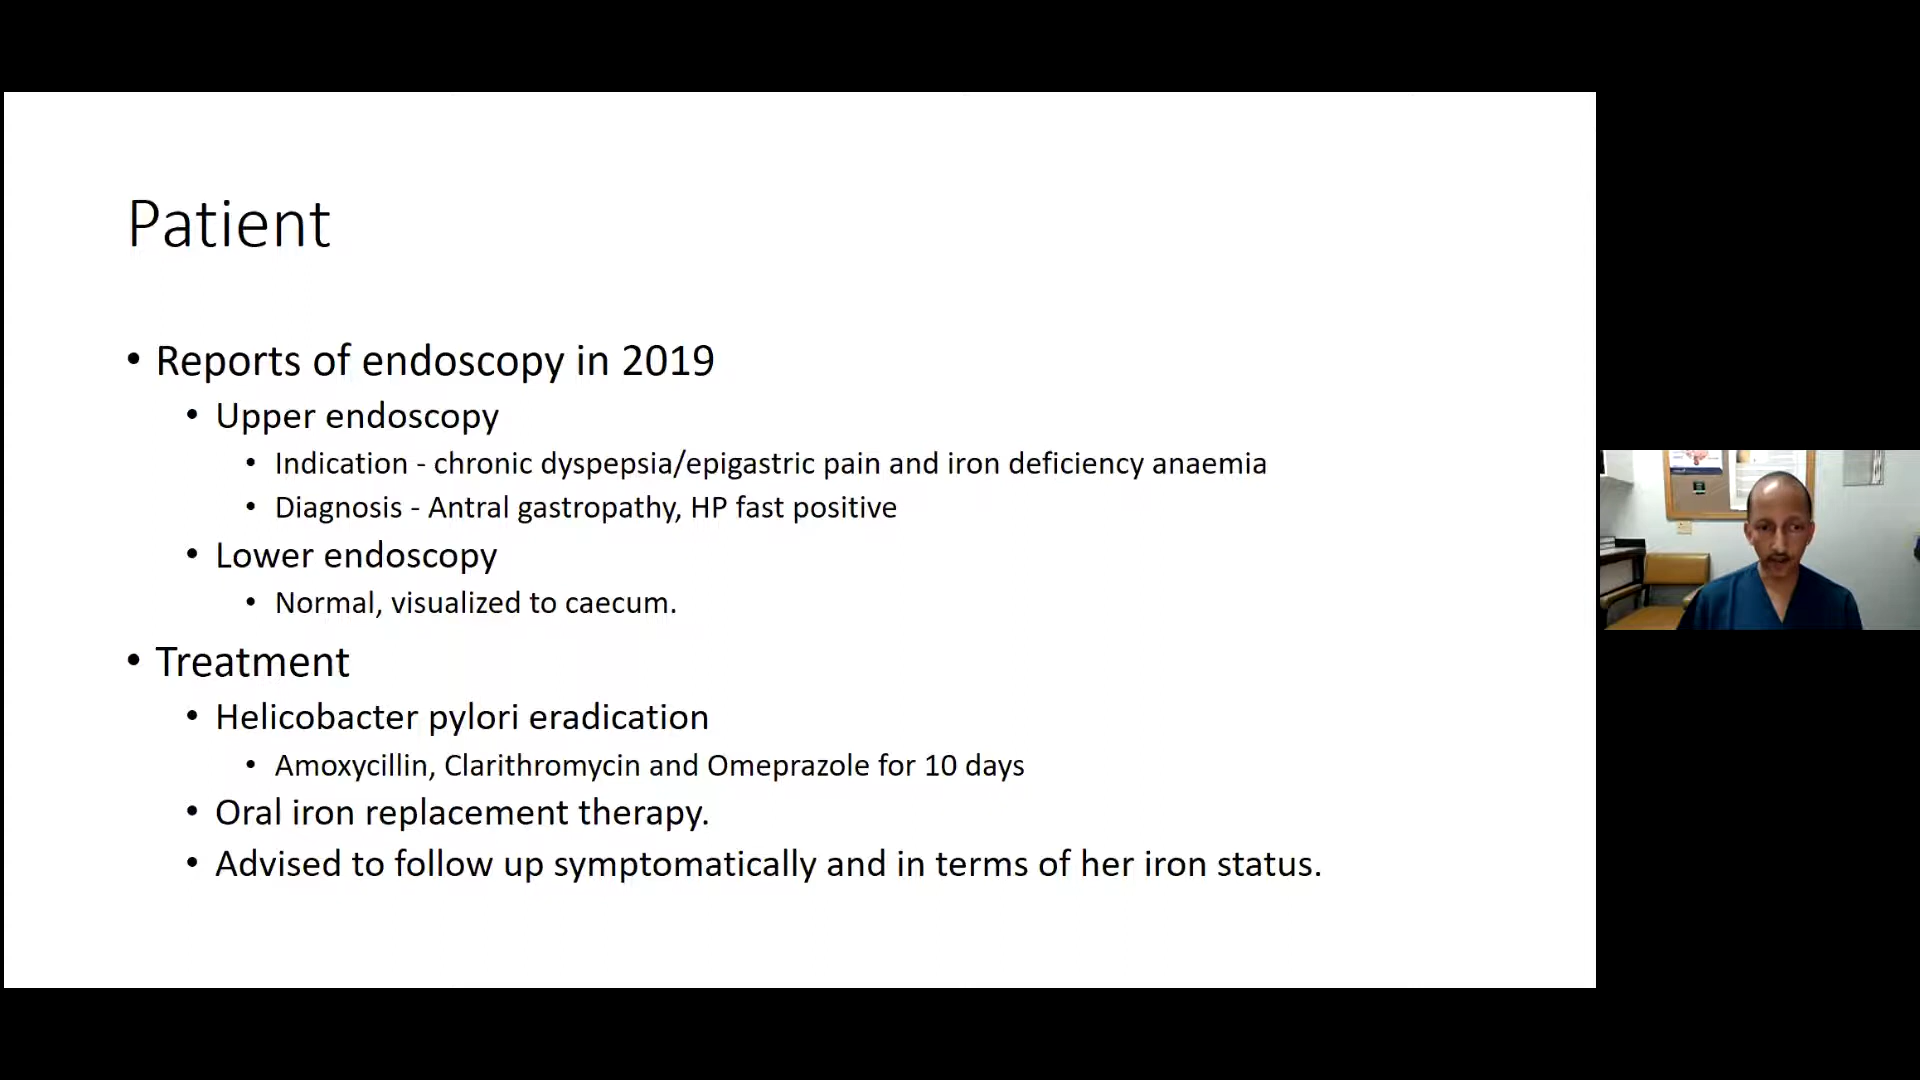 Patient
• Reports of endoscopy in 2019
• Upper endoscopy
• Indication - chronic dyspepsia/epigastric pain and iron deficiency anaemia
• Diagnosis - Antral gastropathy, HP fast positive
• Lower endoscopy
• Normal, visualized to caecum.
• Treatment
• Helicobacter pylori eradication
• Amoxycillin, Clarithromycin and Omeprazole for 10 days
• Oral iron replacement therapy.
• Advised to follow up symptomatically and in terms of her iron status.